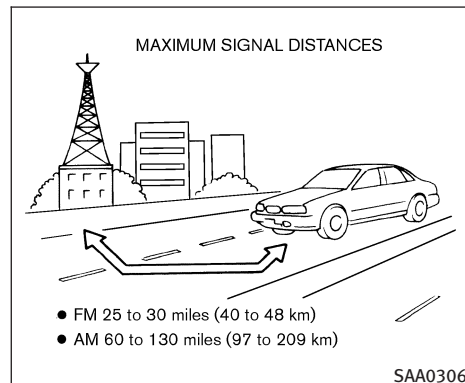 MAXIMUM SIGNAL DISTANCES
● FM 25 to 30 miles (40 to 48 km)
● AM 60 to 130 miles (97 to 209 km)
SAA0306